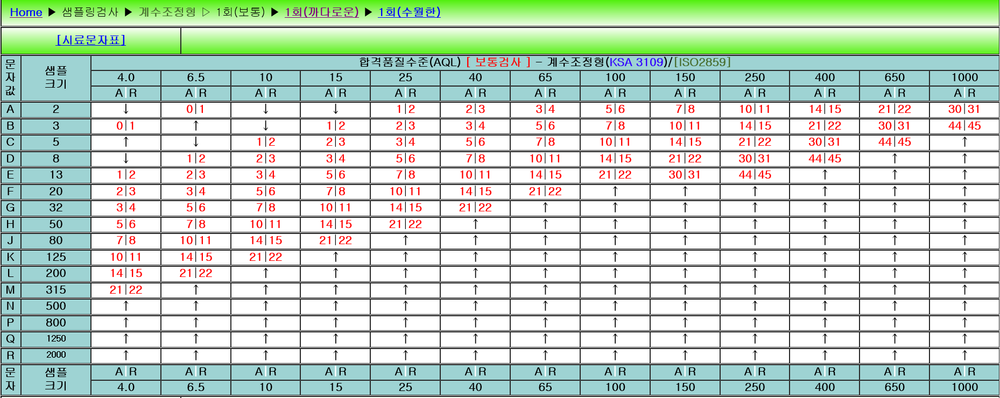 Home ▶ 샘플링검사 ▶ 계수조정형 ▷ 1회(보통) ▶ 1회(까다로운) ▶ 1회(수월한)
[시료문자표]
문자값 샘플크기 합격품질수준(AQL) [ 보통검사 ] - 계수조정형(KSA 3109)/[ISO2859]
4.0 6.5 10 15 25 40 65 100 150 250 400 650 1000
A|R A|R A|R A|R A|R A|R A|R A|R A|R A|R A|R A|R A|R
A 2 ↓ 0|1 ↓ ↓ 1|2 2|3 3|4 5|6 7|8 10|11 14|15 21|22 30|31
B 3 0|1 ↑ ↓ 1|2 2|3 3|4 5|6 7|8 10|11 14|15 21|22 30|31 44|45
C 5 ↑ ↓ 1|2 2|3 3|4 5|6 7|8 10|11 14|15 21|22 30|31 44|45 ↑
D 8 ↓ 1|2 2|3 3|4 5|6 7|8 10|11 14|15 21|22 30|31 44|45 ↑ ↑
E 13 1|2 2|3 3|4 5|6 7|8 10|11 14|15 21|22 30|31 44|45 ↑ ↑ ↑
F 20 2|3 3|4 5|6 7|8 10|11 14|15 21|22 ↑ ↑ ↑ ↑ ↑ ↑
G 32 3|4 5|6 7|8 10|11 14|15 21|22 ↑ ↑ ↑ ↑ ↑ ↑ ↑
H 50 5|6 7|8 10|11 14|15 21|22 ↑ ↑ ↑ ↑ ↑ ↑ ↑ ↑
J 80 7|8 10|11 14|15 21|22 ↑ ↑ ↑ ↑ ↑ ↑ ↑ ↑ ↑
K 125 10|11 14|15 21|22 ↑ ↑ ↑ ↑ ↑ ↑ ↑ ↑ ↑ ↑
L 200 14|15 21|22 ↑ ↑ ↑ ↑ ↑ ↑ ↑ ↑ ↑ ↑ ↑
M 315 21|22 ↑ ↑ ↑ ↑ ↑ ↑ ↑ ↑ ↑ ↑ ↑ ↑
N 500 ↑ ↑ ↑ ↑ ↑ ↑ ↑ ↑ ↑ ↑ ↑ ↑ ↑
P 800 ↑ ↑ ↑ ↑ ↑ ↑ ↑ ↑ ↑ ↑ ↑ ↑ ↑
Q 1250 ↑ ↑ ↑ ↑ ↑ ↑ ↑ ↑ ↑ ↑ ↑ ↑ ↑
R 2000 ↑ ↑ ↑ ↑ ↑ ↑ ↑ ↑ ↑ ↑ ↑ ↑ ↑
문자 샘플크기 A|R A|R A|R A|R A|R A|R A|R A|R A|R A|R A|R A|R A|R
4.0 6.5 10 15 25 40 65 100 150 250 400 650 1000